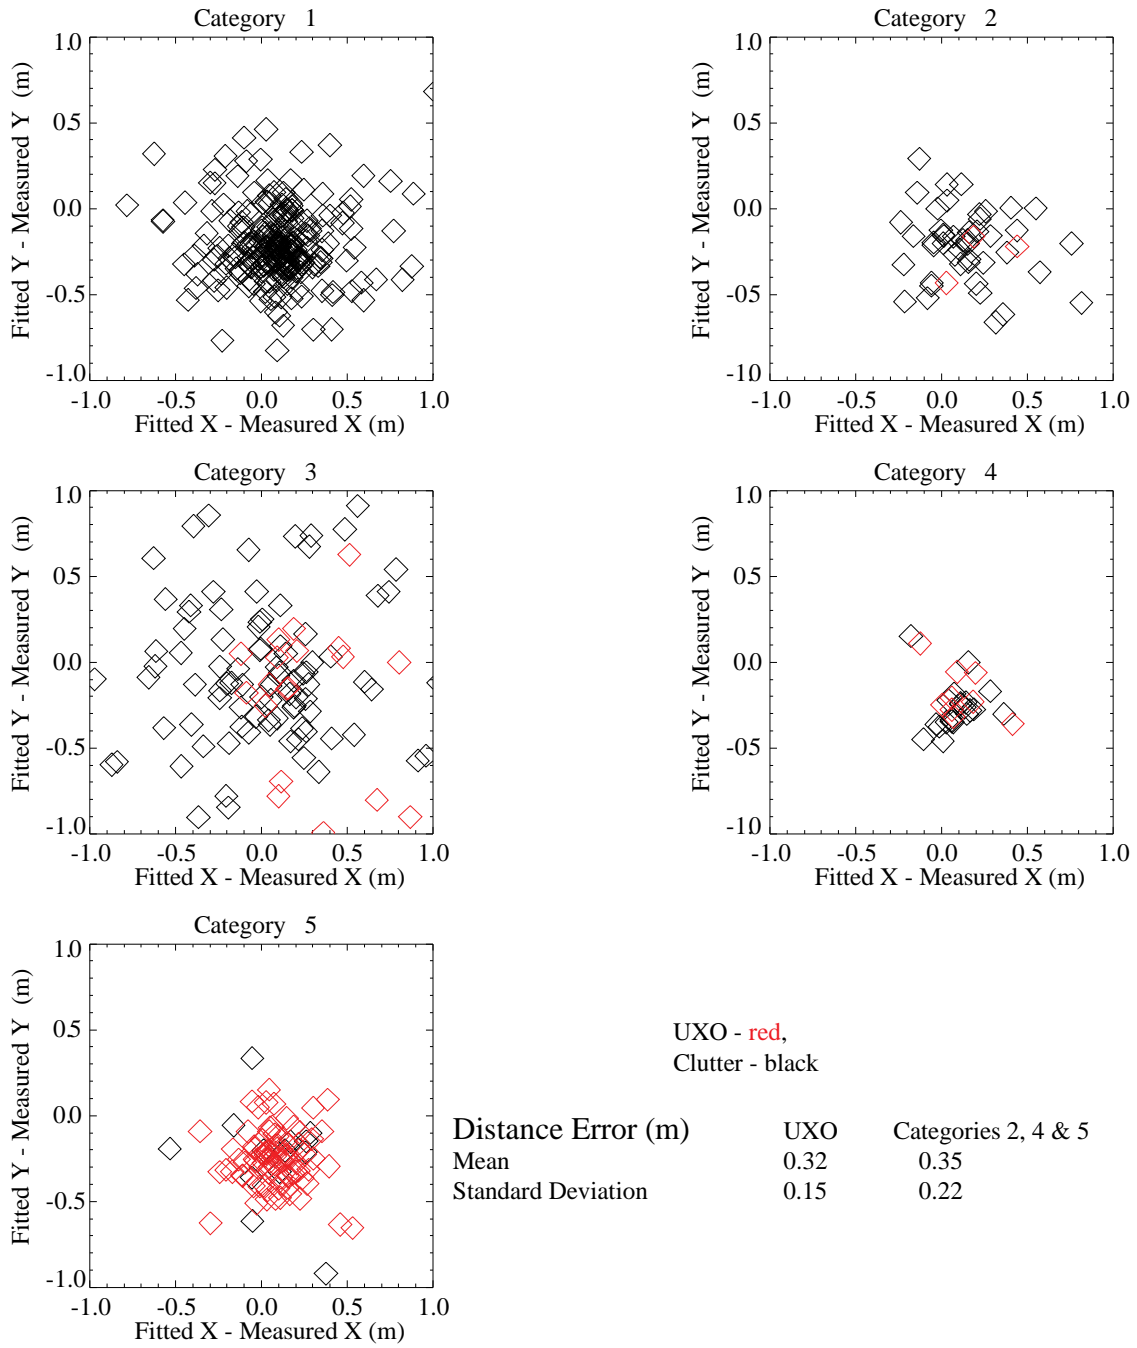 Category 1
1.0
0.5
0.0
-0.5
-1.0
-1.0 -0.5 0.0 0.5 1.0
Fitted X - Measured X (m)
Fitted Y - Measured Y (m)
Category 2
1.0
05
0.0
-05
-10
-1.0 -0.5 0.0 0.5 1.0
Fitted X - Measured X (m)
Fitted Y - Measured Y (m)
Category 3
1.0
0.5
0.0
-0.5
-1.0
-1.0 -0.5 0.0 0.5 1.0
Fitted X - Measured X (m)
Fitted Y - Measured Y (m)
Category 4
1.0
05
0.0
-05
-10
-1.0 -0.5 0.0 0.5 1.0
Fitted X - Measured X (m)
Fitted Y - Measured Y (m)
Category 5
1.0
0.5
0.0
-0.5
-1.0
-1.0 -0.5 0.0 0.5 1.0
Fitted X - Measured X (m)
Fitted Y - Measured Y (m)
UXO - red,
Clutter - black
Distance Error (m) UXO Categories 2, 4 & 5
Mean 0.32 0.35
Standard Deviation 0.15 0.22